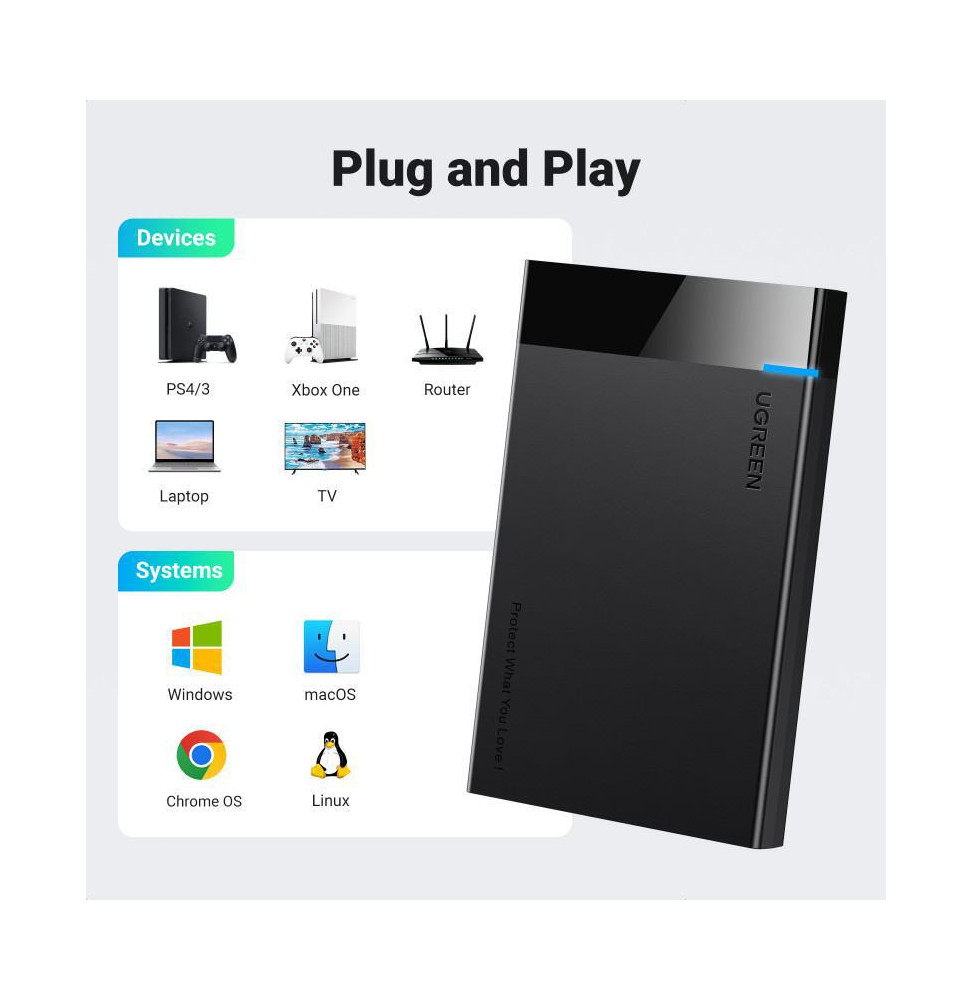 Plug and Play
Devices
PS4/3
Xbox One
Router
Laptop
TV
Systems
Windows
macOS
Chrome OS
Linux
UGREEN
Protect What You Love !